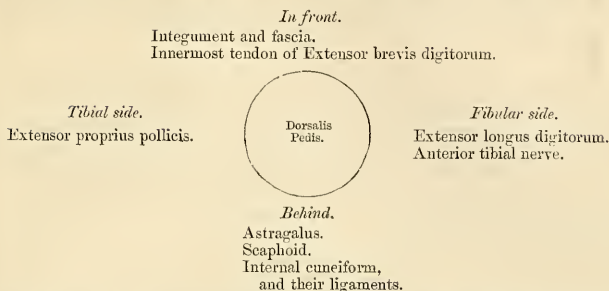 In front.
Integument and fascia.
Innermost tendon of Extensor brevis digitorum.
Tibial side.
Extensor proprius pollicis.
Dorsalis
Pedis.
Fibular side.
Extensor longus digitorum.
Anterior tibial nerve.
Behind.
Astragalus.
Scaphoid.
Internal cuneiform,
and their ligaments.